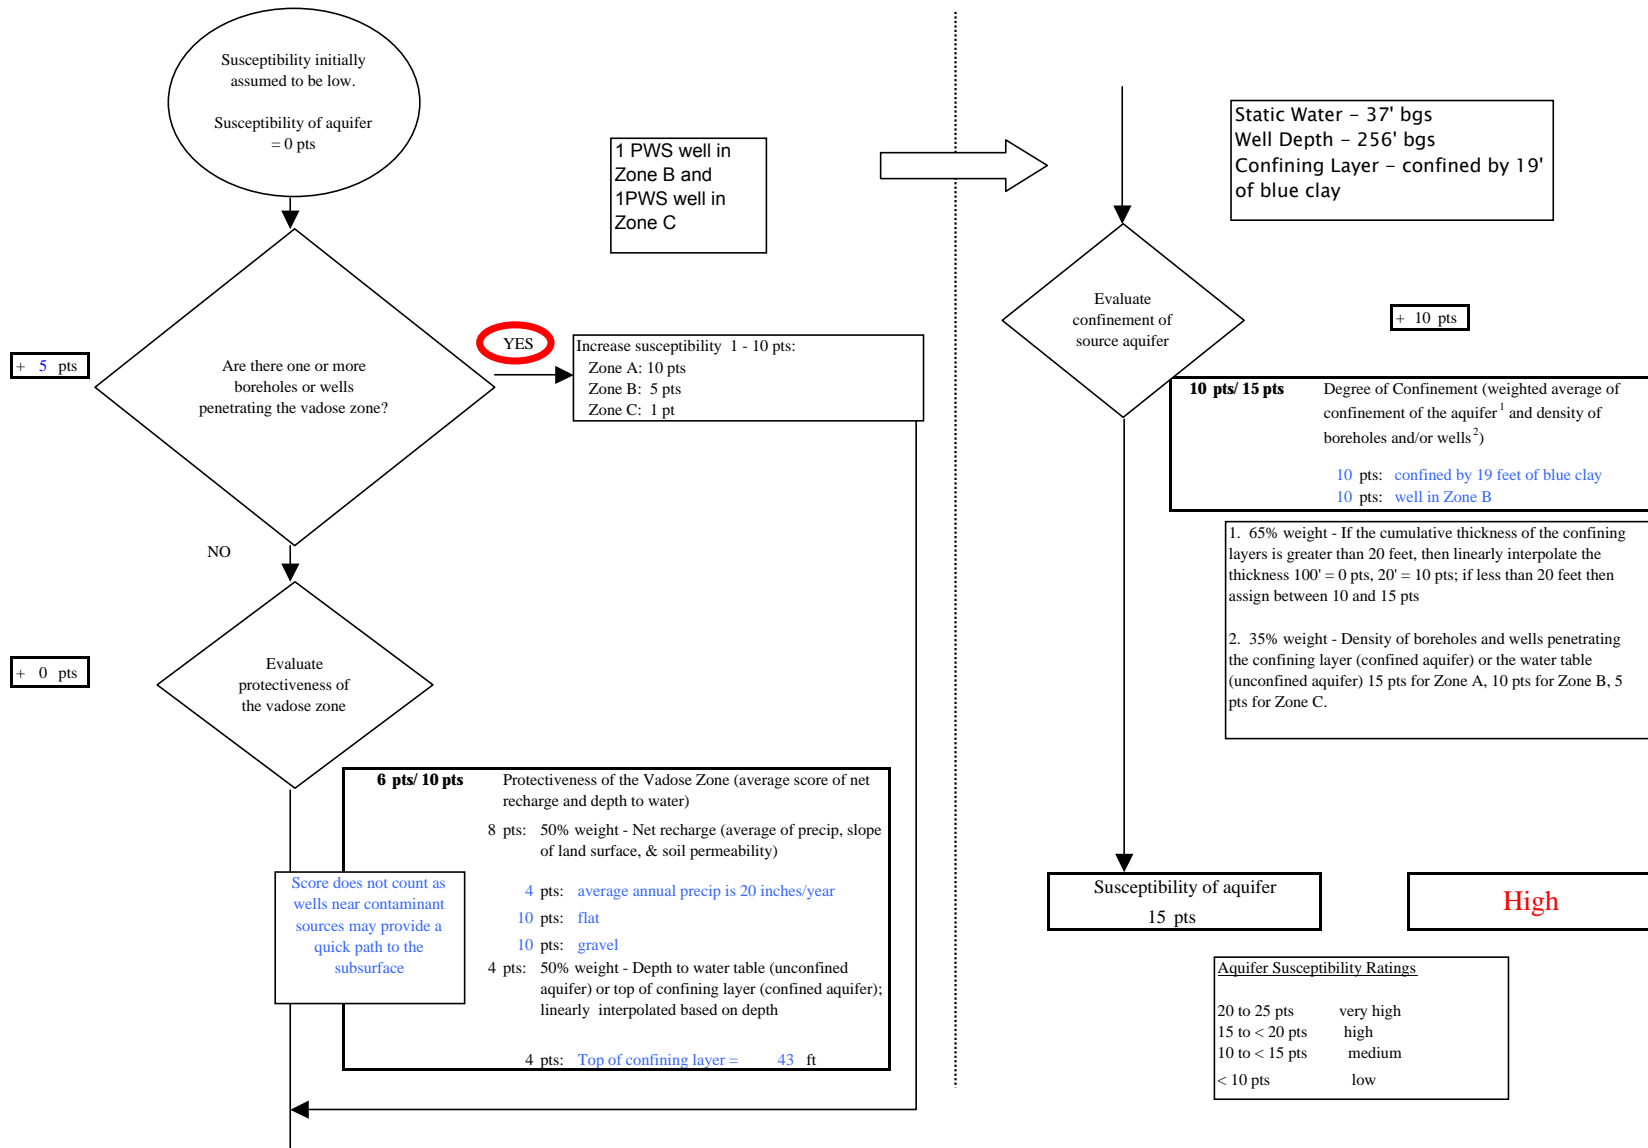 Susceptibility initially
assumed to be low.
Susceptibility of aquifer
= 0 pts
1 PWS well in
Zone B and
1PWS well in
Zone C
+ 5 pts
Are there one or more
boreholes or wells
penetrating the vadose zone?
YES
Increase susceptibility 1 - 10 pts:
Zone A: 10 pts
Zone B: 5 pts
Zone C: 1 pt
NO
+ 0 pts
Evaluate
protectiveness of
the vadose zone
6 pts/ 10 pts Protectiveness of the Vadose Zone (average score of net
recharge and depth to water)
8 pts: 50% weight - Net recharge (average of precip, slope
of land surface, & soil permeability)
4 pts: average annual precip is 20 inches/year
10 pts: flat
10 pts: gravel
4 pts: 50% weight - Depth to water table (unconfined
aquifer) or top of confining layer (confined aquifer);
linearly interpolated based on depth
4 pts: Top of confining layer = 43 ft
Score does not count as
wells near contaminant
sources may provide a
quick path to the
subsurface
Static Water – 37' bgs
Well Depth – 256' bgs
Confining Layer – confined by 19'
of blue clay
Evaluate
confinement of
source aquifer
+ 10 pts
10 pts/ 15 pts Degree of Confinement (weighted average of
confinement of the aquifer1 and density of
boreholes and/or wells2)
10 pts: confined by 19 feet of blue clay
10 pts: well in Zone B
1. 65% weight - If the cumulative thickness of the confining
layers is greater than 20 feet, then linearly interpolate the
thickness 100' = 0 pts, 20' = 10 pts; if less than 20 feet then
assign between 10 and 15 pts
2. 35% weight - Density of boreholes and wells penetrating
the confining layer (confined aquifer) or the water table
(unconfined aquifer) 15 pts for Zone A, 10 pts for Zone B, 5
pts for Zone C.
Susceptibility of aquifer
15 pts
High
Aquifer Susceptibility Ratings
20 to 25 pts very high
15 to < 20 pts high
10 to < 15 pts medium
< 10 pts low